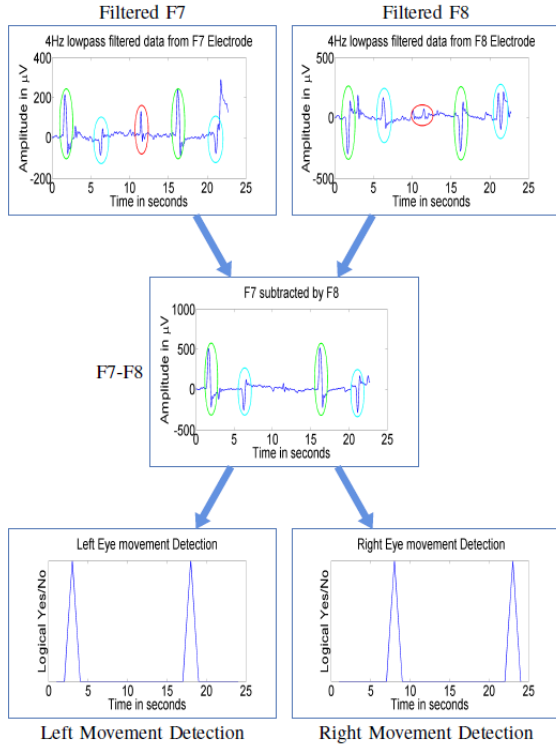 Filtered F7
Filtered F8
4Hz lowpass filtered data from F7 Electrode
Amplitude in μV
400
200
0
-200
0 5 10 15 20 25
Time in seconds
4Hz lowpass filtered data from F8 Electrode
Amplitude in μV
500
0
-500
0 5 10 15 20 25
Time in seconds
F7-F8
F7 subtracted by F8
Amplitude in μV
1000
500
0
-500
0 5 10 15 20 25
Time in seconds
Left Eye movement Detection
Logical Yes/No
0 5 10 15 20 25
Time in seconds
Right Eye movement Detection
Logical Yes/No
0 5 10 15 20 25
Time in seconds
Left Movement Detection
Right Movement Detection